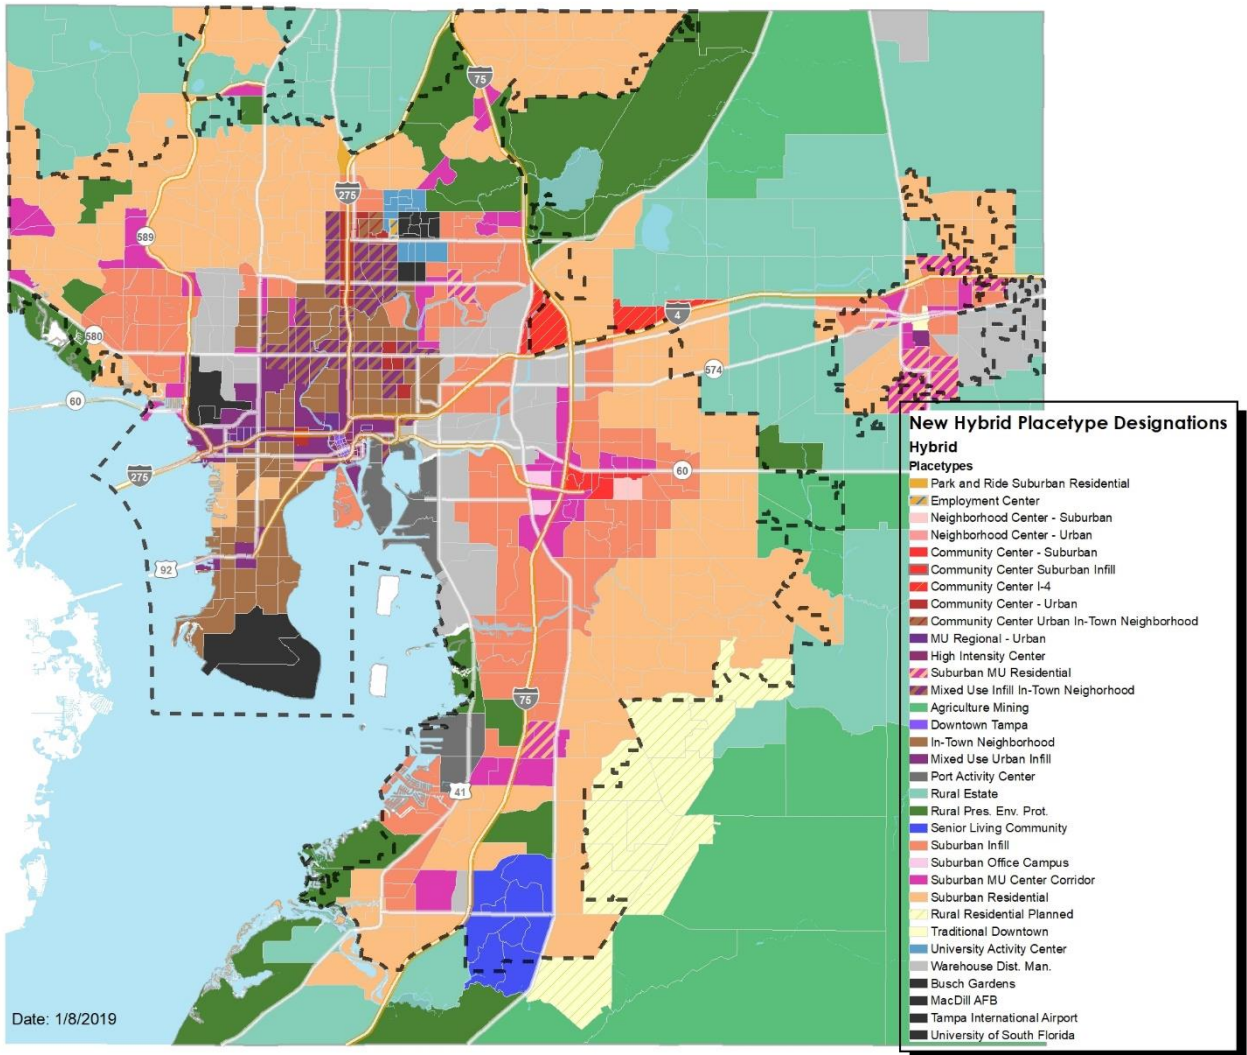 75
275
589
4
580
574
60
60
275
92
75
41
New Hybrid Placetype Designations
Hybrid
Placetypes
Park and Ride Suburban Residential
Employment Center
Neighborhood Center - Suburban
Neighborhood Center - Urban
Community Center - Suburban
Community Center Suburban Infill
Community Center I-4
Community Center - Urban
Community Center Urban In-Town Neighborhood
MU Regional - Urban
High Intensity Center
Suburban MU Residential
Mixed Use Infill In-Town Neighorhood
Agriculture Mining
Downtown Tampa
In-Town Neighborhood
Mixed Use Urban Infill
Port Activity Center
Rural Estate
Rural Pres. Env. Prot.
Senior Living Community
Suburban Infill
Suburban Office Campus
Suburban MU Center Corridor
Suburban Residential
Rural Residential Planned
Traditional Downtown
University Activity Center
Warehouse Dist. Man.
Busch Gardens
MacDill AFB
Tampa International Airport
University of South Florida
Date: 1/8/2019